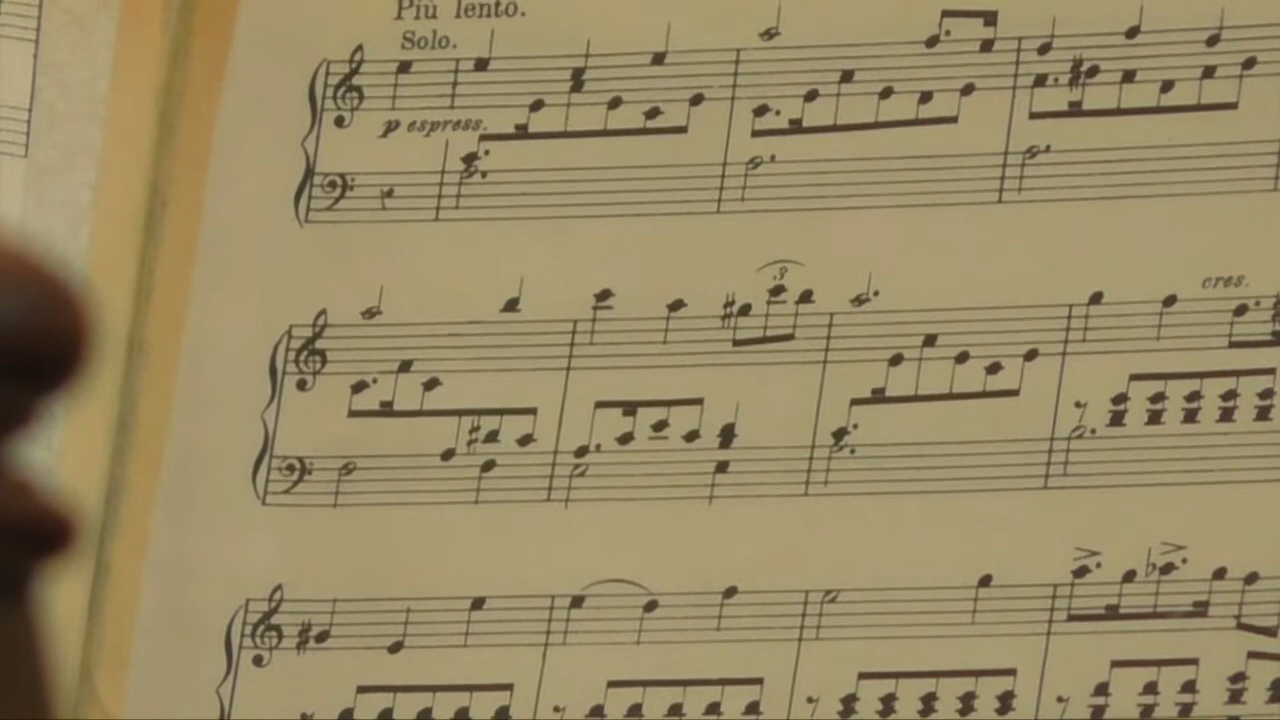 Più lento.
Solo.
p espress.
3
cres.